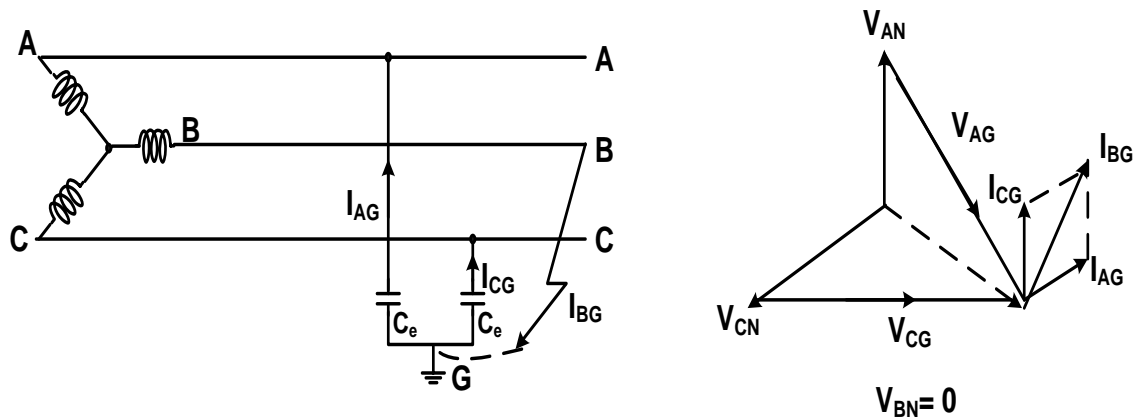 A
A
B
B
I_AG
C
C
I_CG
C_e
C_e
I_BG
G
V_AN
V_AG
I_BG
I_CG
I_AG
V_CN
V_CG
V_BN= 0